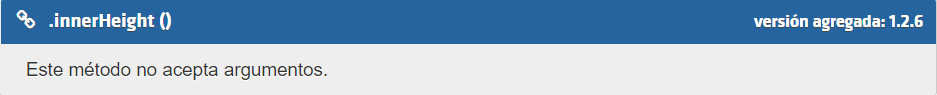 .innerHeight () versión agregada: 1.2.6
Este método no acepta argumentos.